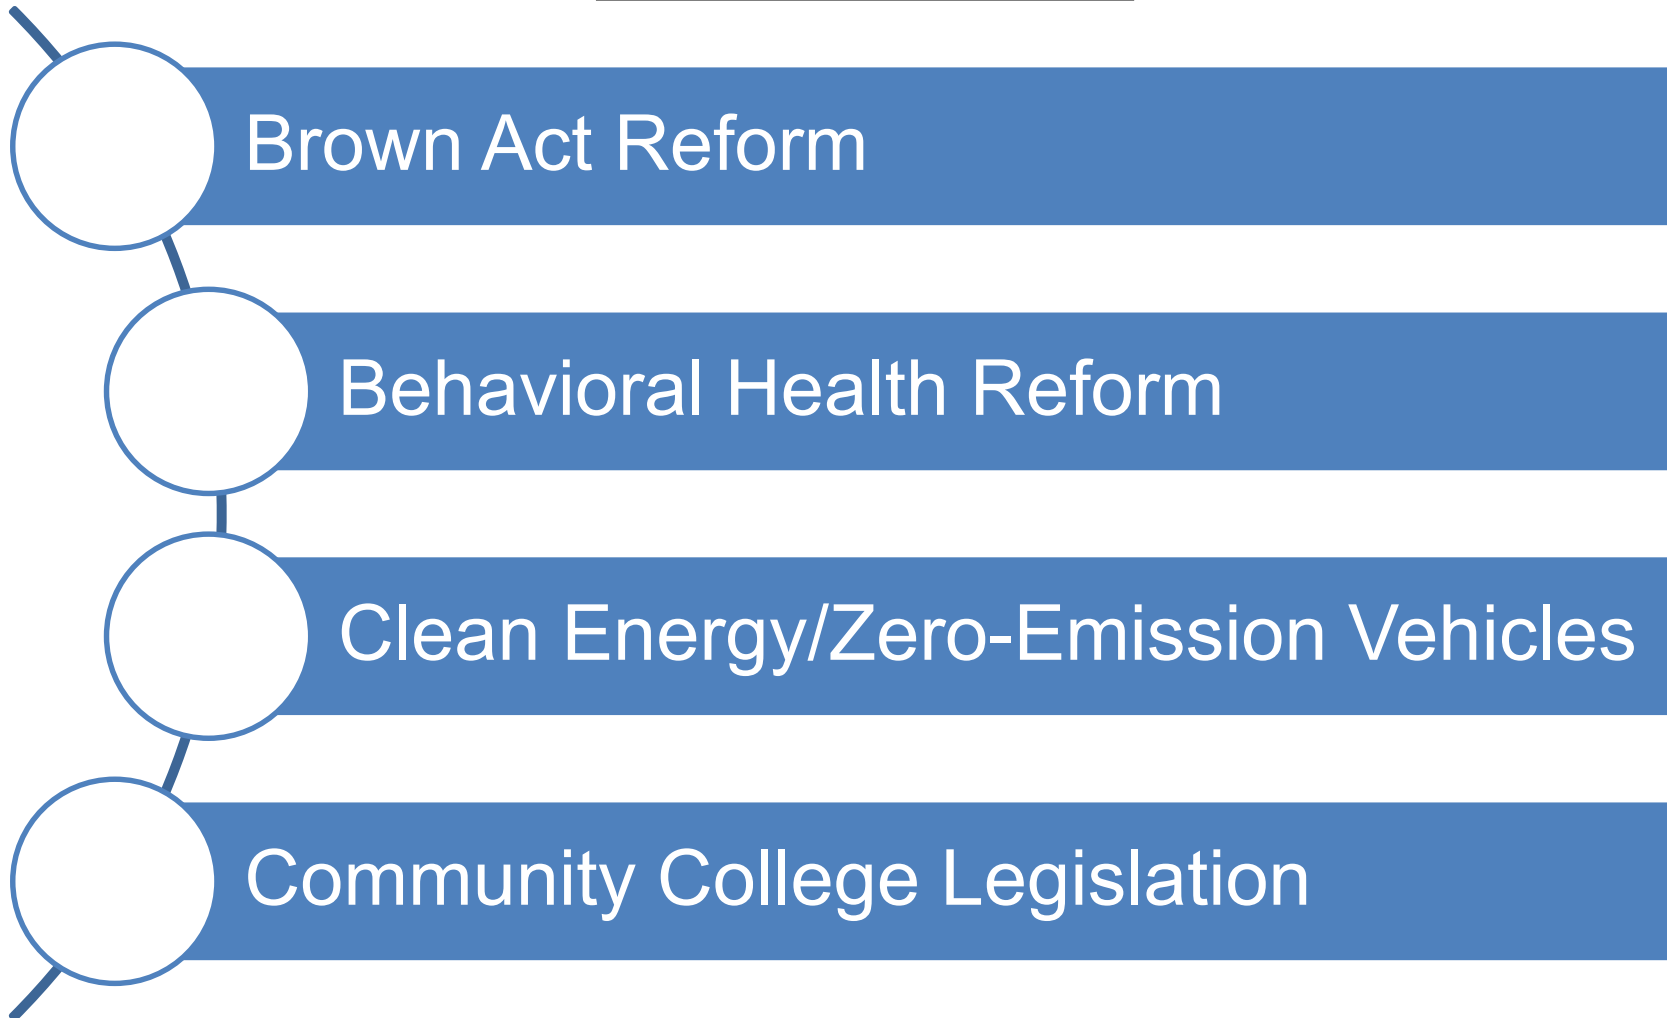 Brown Act Reform
Behavioral Health Reform
Clean Energy/Zero-Emission Vehicles
Community College Legislation